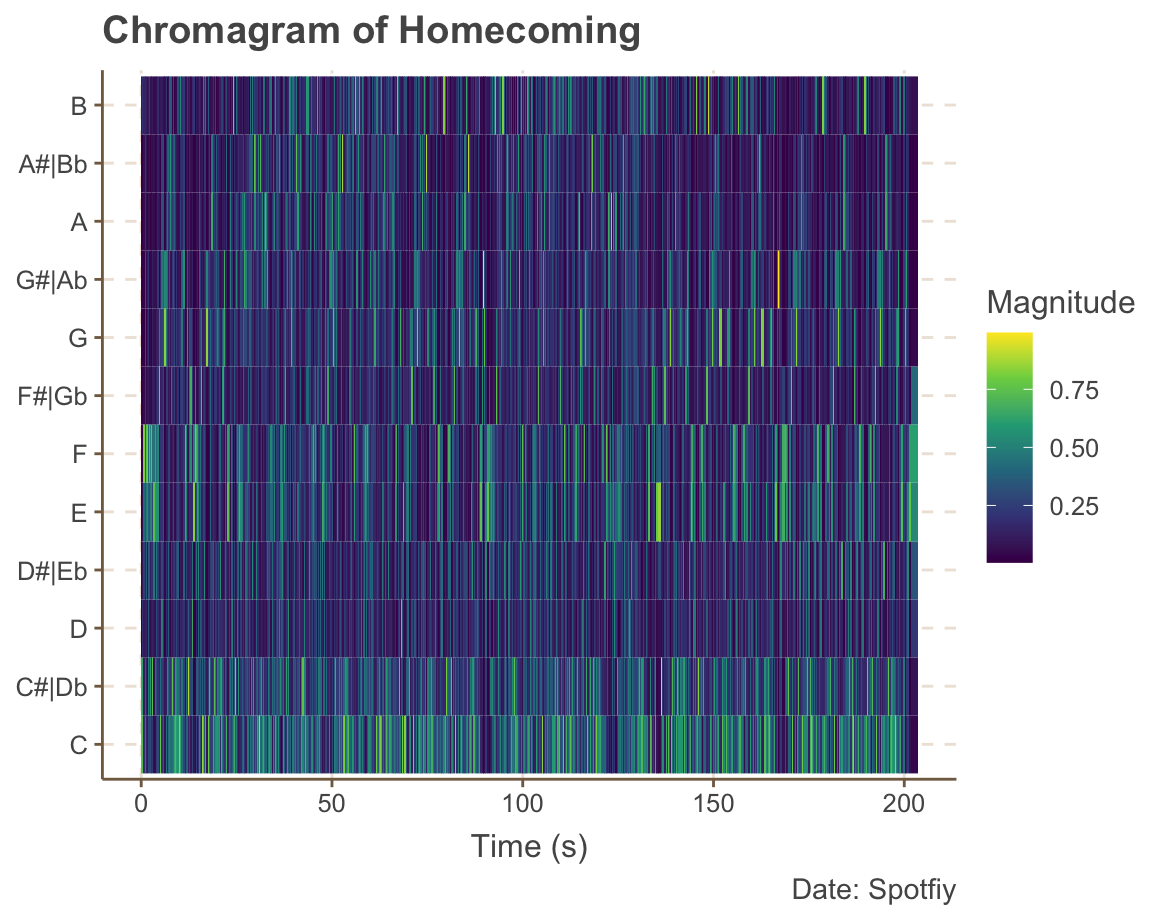 Chromagram of Homecoming
B
A#|Bb
A
G#|Ab
G
F#|Gb
F
E
D#|Eb
D
C#|Db
C
0 50 100 150 200
Time (s)
Magnitude
0.75
0.50
0.25
Date: Spotfiy